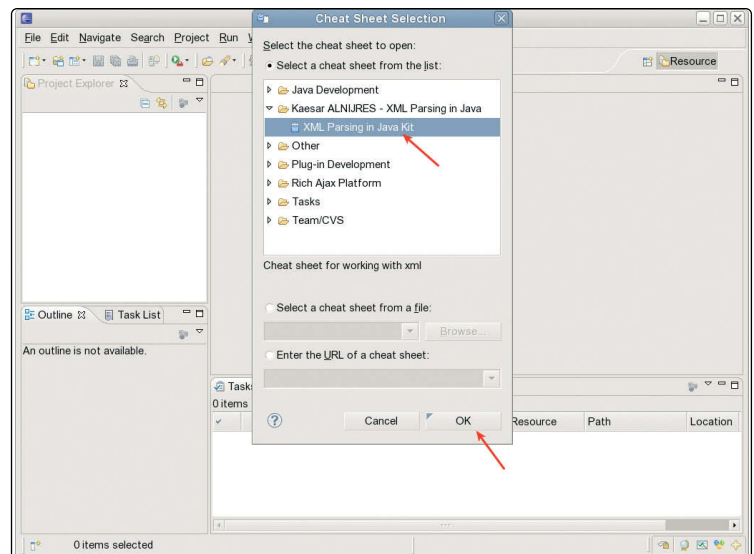 Cheat Sheet Selection
File Edit Navigate Search Project Run
Resource
Project Explorer
Select the cheat sheet to open:
Select a cheat sheet from the list:
Java Development
Kaesar ALNIJRES - XML Parsing in Java
XML Parsing in Java Kit
Other
Plug-in Development
Rich Ajax Platform
Tasks
Team/CVS
Cheat sheet for working with xml
Select a cheat sheet from a file:
Browse...
Enter the URL of a cheat sheet:
Cancel OK
Outline Task List
An outline is not available.
Tasks
0 items
Resource Path Location
0 items selected